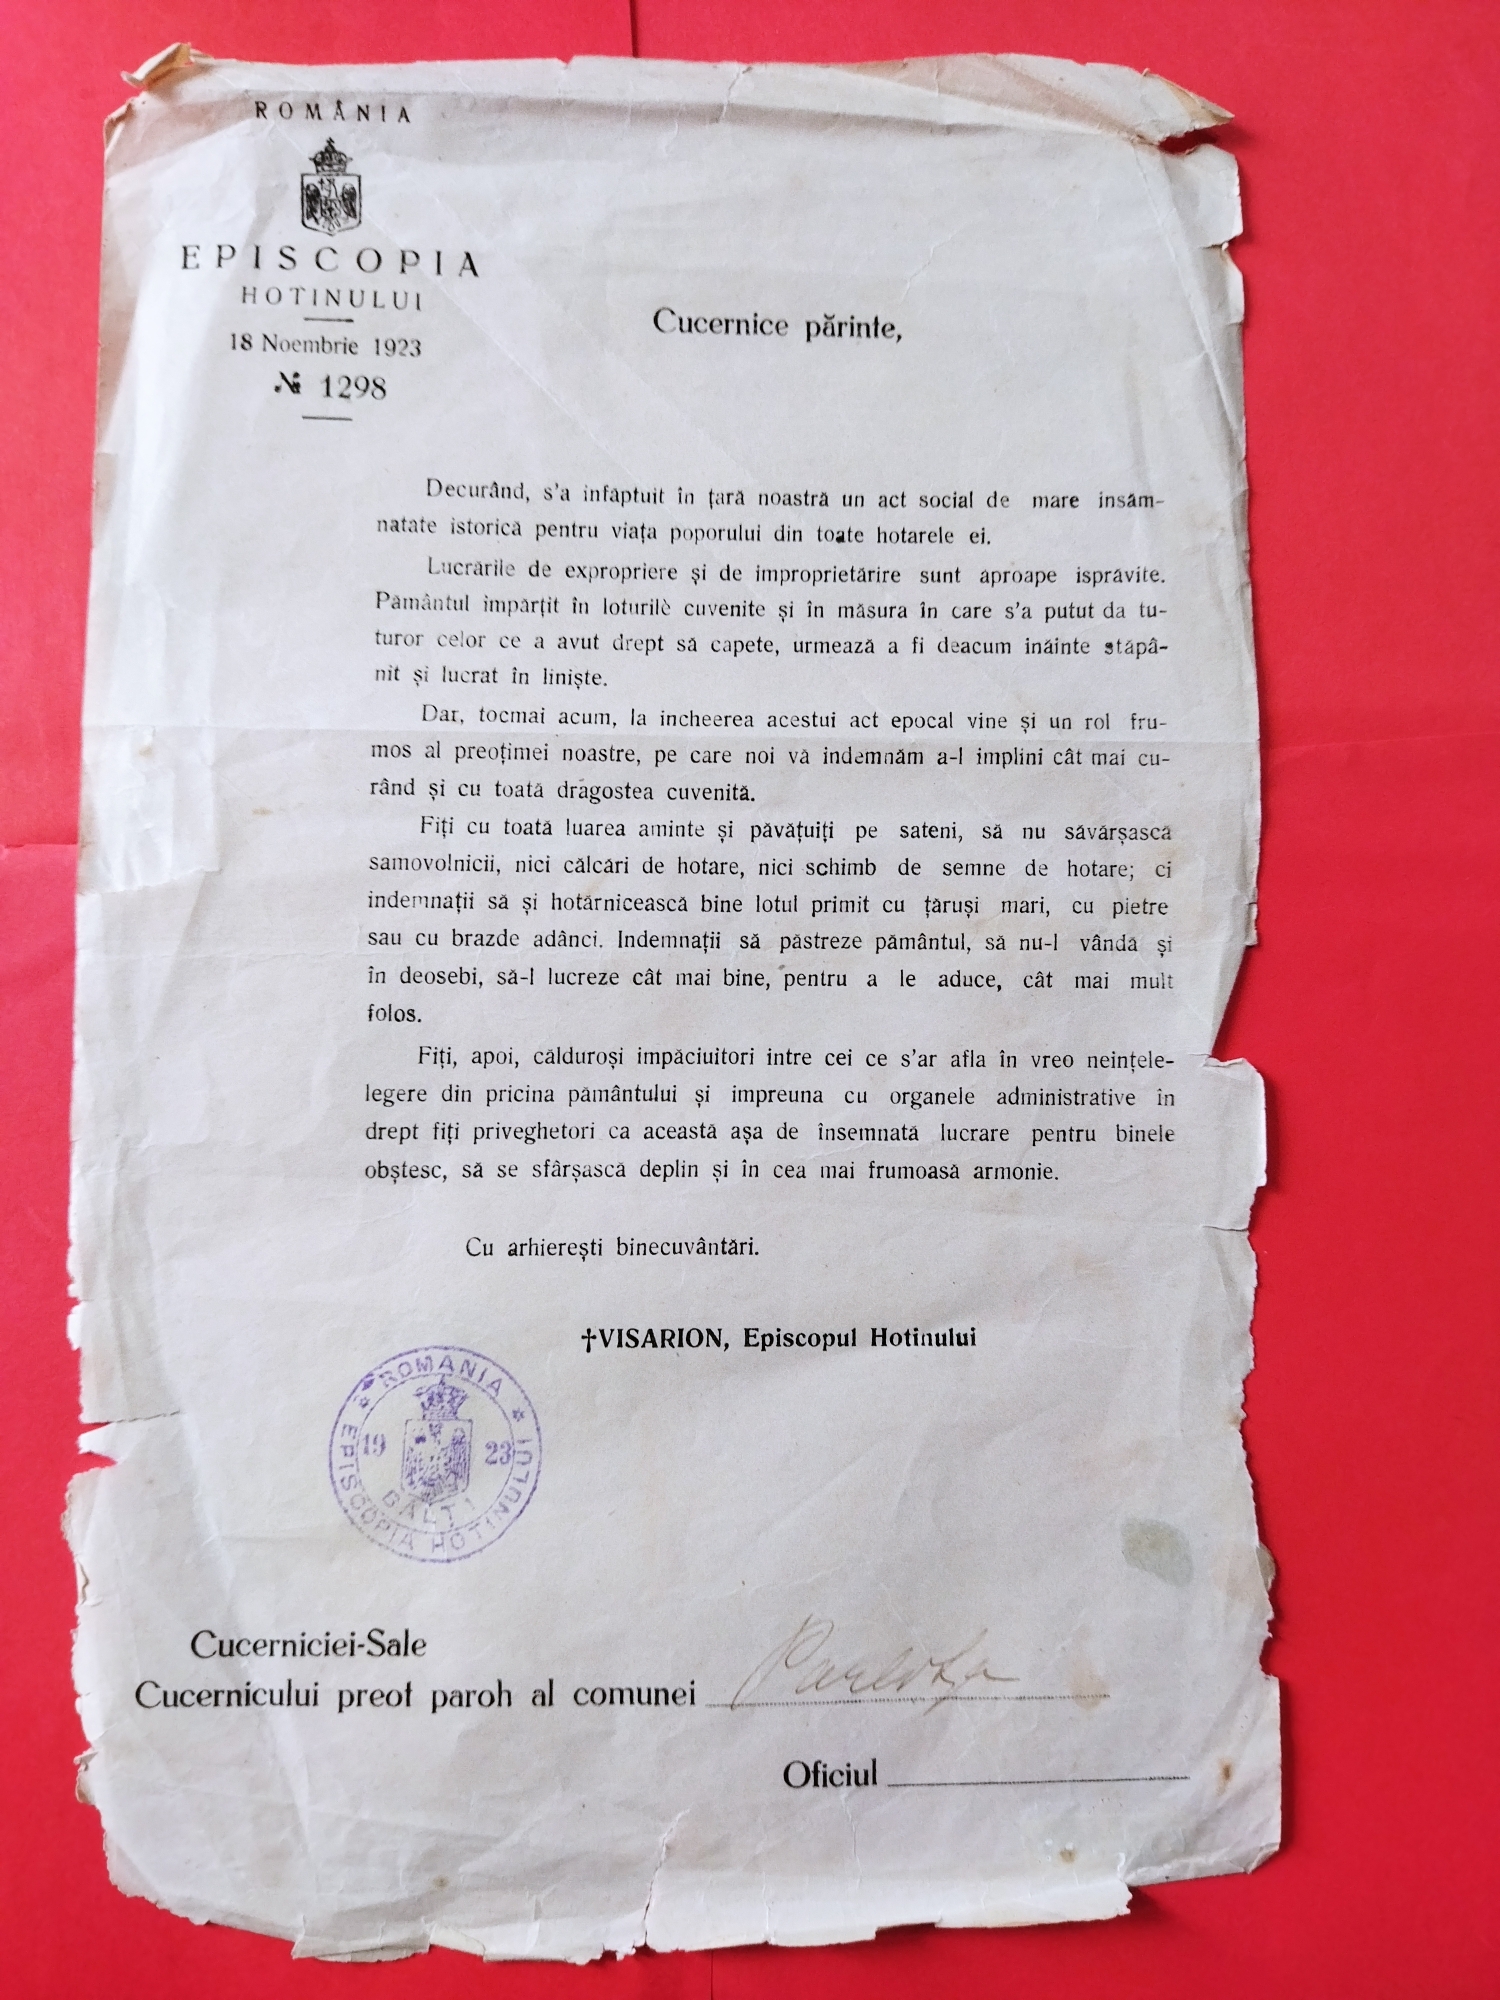 ROMÂNIA
EPISCOPIA
HOTINULUI
18 Noembrie 1923
№ 1298
Cucernice părinte,
Decurând, s'a infăptuit în țară noastră un act social de mare insăm-
natate istorică pentru viața poporului din toate hotarele ei.
Lucrările de expropriere și de improprietărire sunt aproape isprăvite.
Pământul impărțit în loturilè cuvenite și în măsura în care s'a putut da tu-
turor celor ce a avut drept să capete, urmează a fi deacum inăinte stăpâ-
nit și lucrat în liniște.
Dar, tocmai acum, la incheerea acestui act epocal vine și un rol fru-
mos al preoțimei noastre, pe care noi vă indemnăm a-l implini cât mai cu-
rând și cu toată drăgostea cuvenită.
Fiți cu toată luarea aminte și păvățuiți pe sateni, să nu săvărșască
samovolnicii, nici călcări de hotare, nici schimb de semne de hotare; ci
indemnații să și hotărnicească bine lotul primit cu țăruși mari, cu pietre
sau cu brazde adânci. Indemnații să păstreze pământul, să nu-l vândă și
în deosebi, să-l lucreze cât mai bine, pentru a le aduce, cât mai mult
folos.
Fiți, apoi, călduroși impăciuitori intre cei ce s'ar afla în vreo neințele-
legere din pricina pământului și impreuna cu organele administrative în
drept fiți priveghetori ca această așa de însemnată lucrare pentru binele
obștesc, să se sfârșască deplin și în cea mai frumoasă armonie.
Cu arhierești binecuvântări.
†VISARION, Episcopul Hotinului
ROMANIA
19 23
BĂLȚI
EPISCOPIA HOTINULUI
Cucerniciei-Sale
Cucernicului preot paroh al comunei Parlița
Oficiul